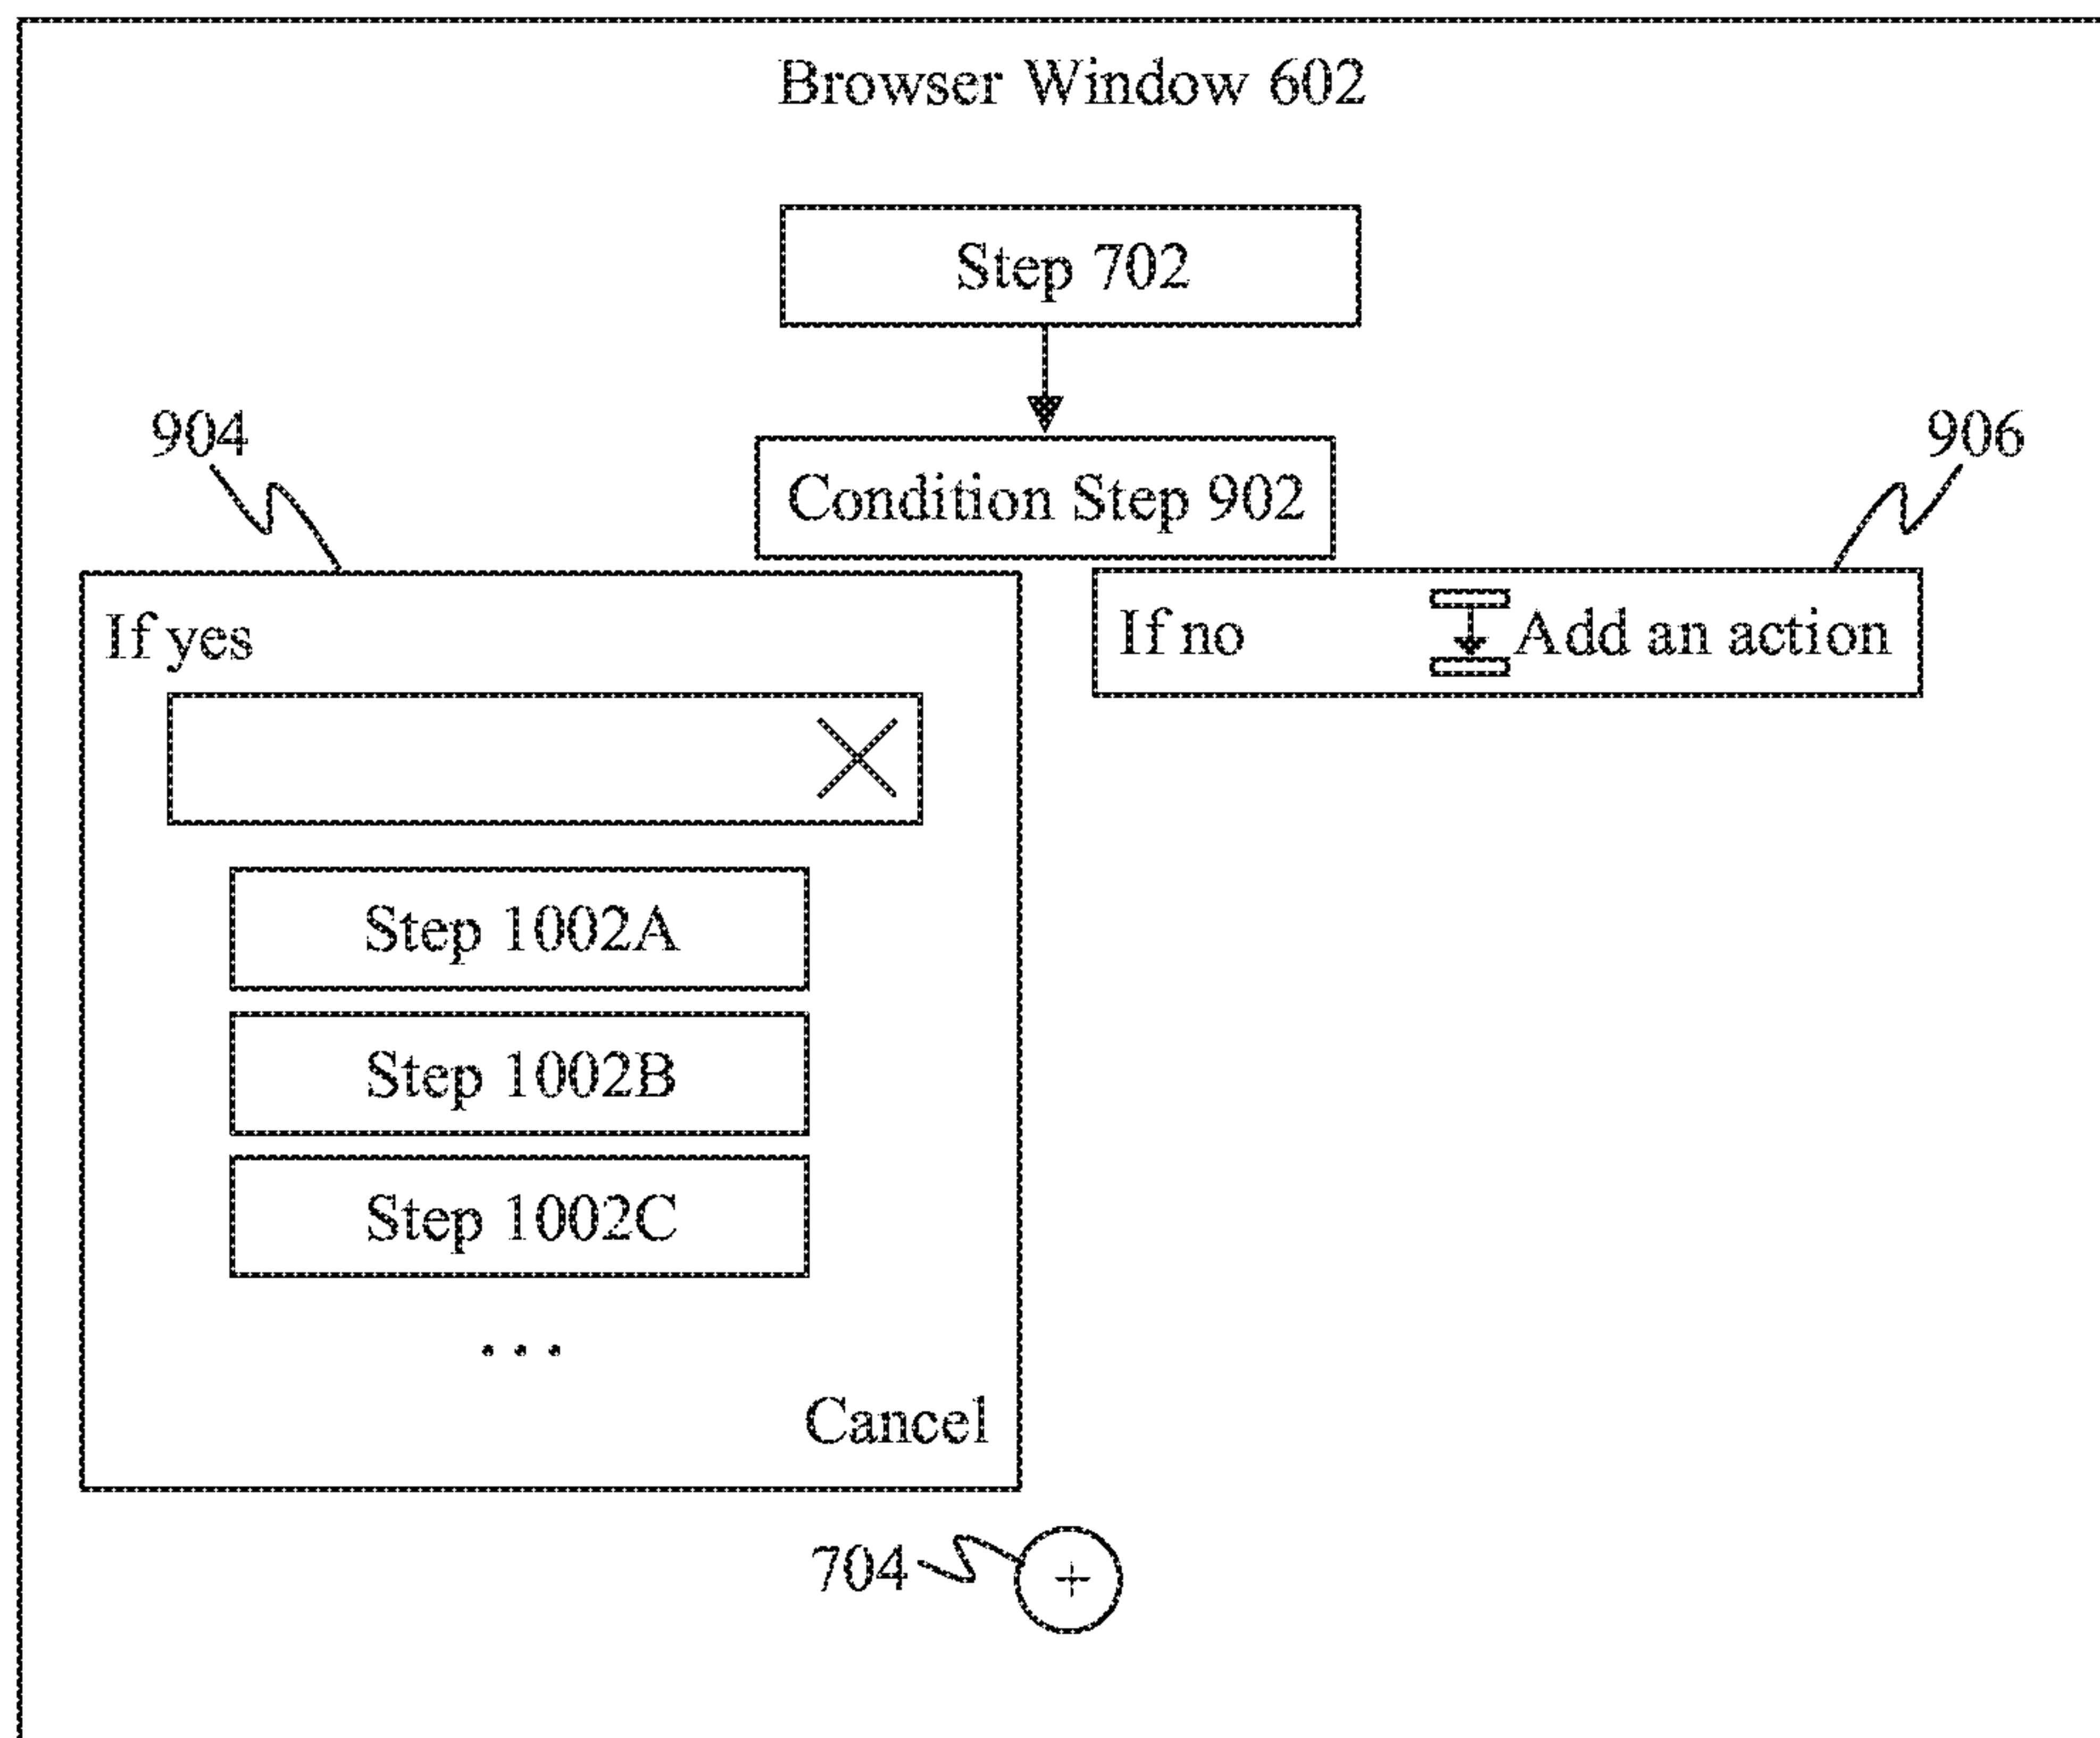 Browser Window 602
Step 702
904
906
Condition Step 902
If yes
If no
Add an action
Step 1002A
Step 1002B
Step 1002C
...
Cancel
704
+